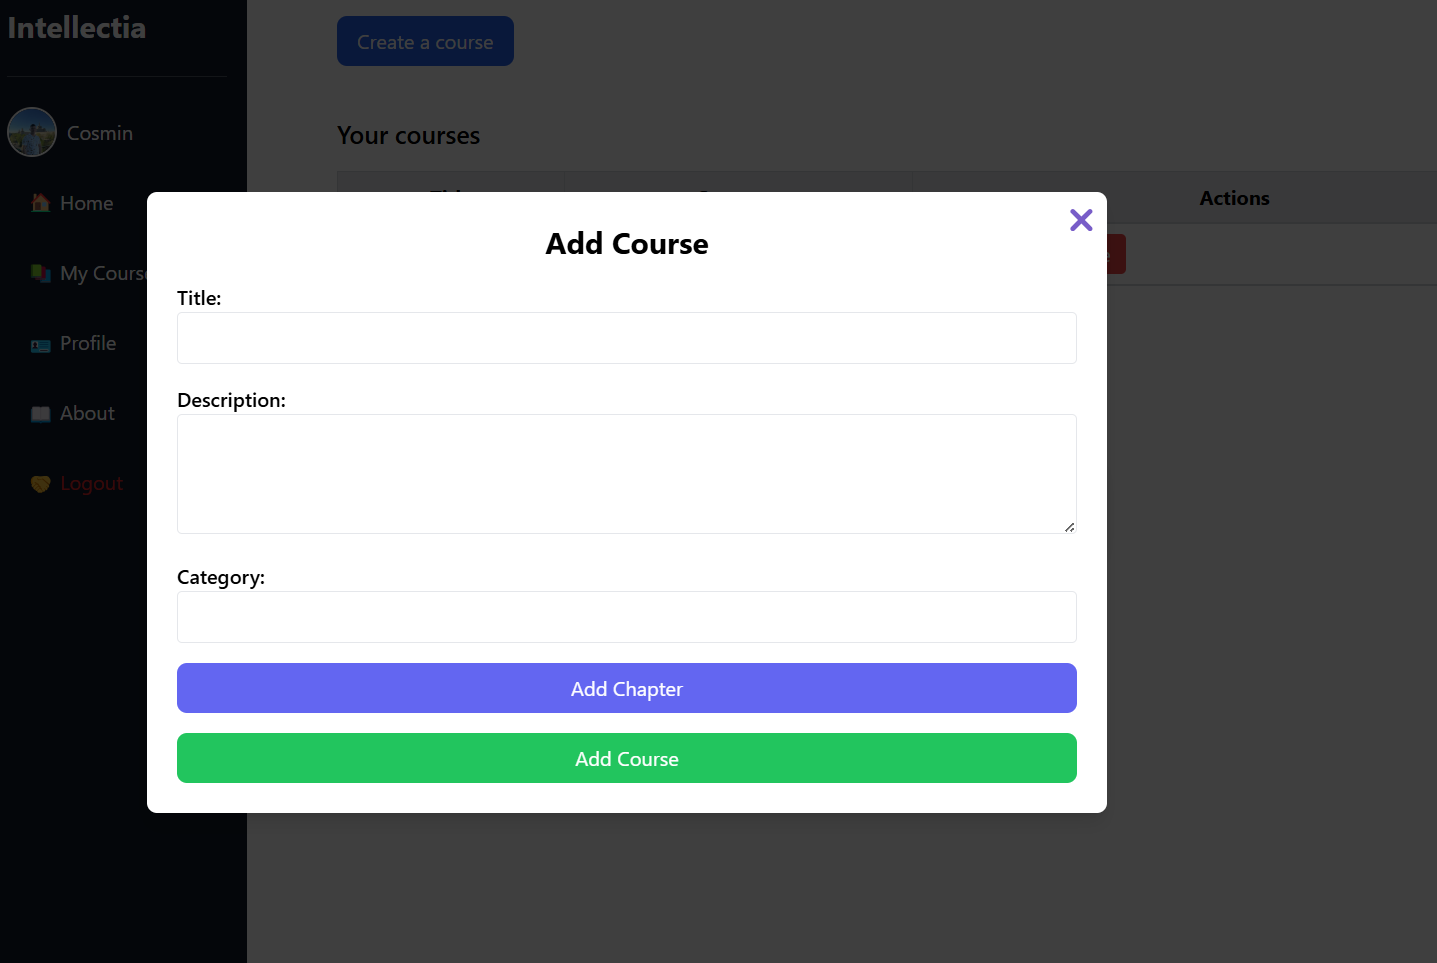 Intellectia
Cosmin
Home
My Course
Profile
About
Logout
Create a course
Your courses
Actions
Add Course
Title:
Description:
Category:
Add Chapter
Add Course